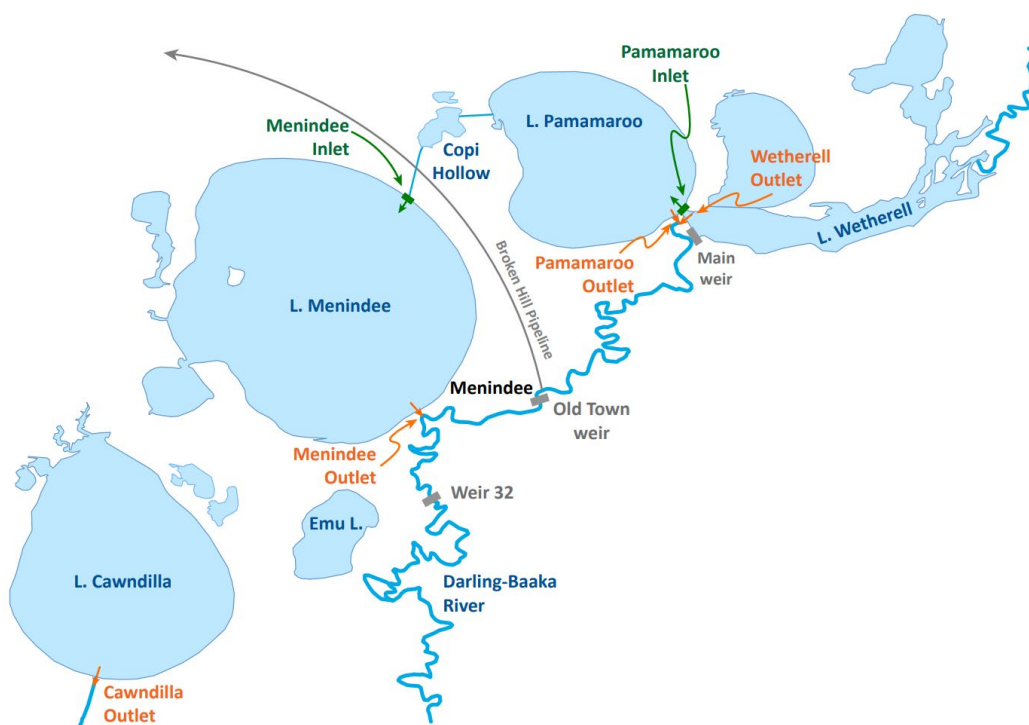 Pamamaroo
Inlet
Menindee
Inlet
L. Pamamaroo
Copi
Hollow
Wetherell
Outlet
L. Wetherell
Main
weir
Pamamaroo
Outlet
Broken Hill Pipeline
L. Menindee
Menindee
Old Town
weir
Menindee
Outlet
Weir 32
Emu L.
L. Cawndilla
Darling-Baaka
River
Cawndilla
Outlet